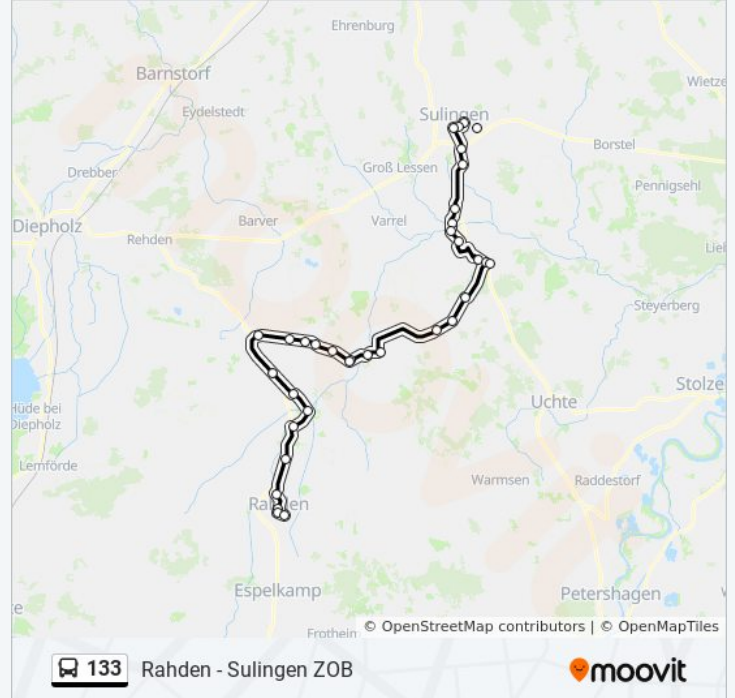 Ehrenburg
Barnstorf
Wietze
Eydelstedt
Sulingen
Borstel
Groß Lessen
Drebber
Pennigsehl
Diepholz
Barver
Varrel
Rehden
Lie
Steyerberg
Stolze
Uchte
Hüde bei
Diepholz
Lemförde
Warmsen
Raddestorf
Rahden
Espelkamp
Petershagen
te
Frotheim
© OpenStreetMap contributors | © OpenMapTiles
133 Rahden - Sulingen ZOB
moovit